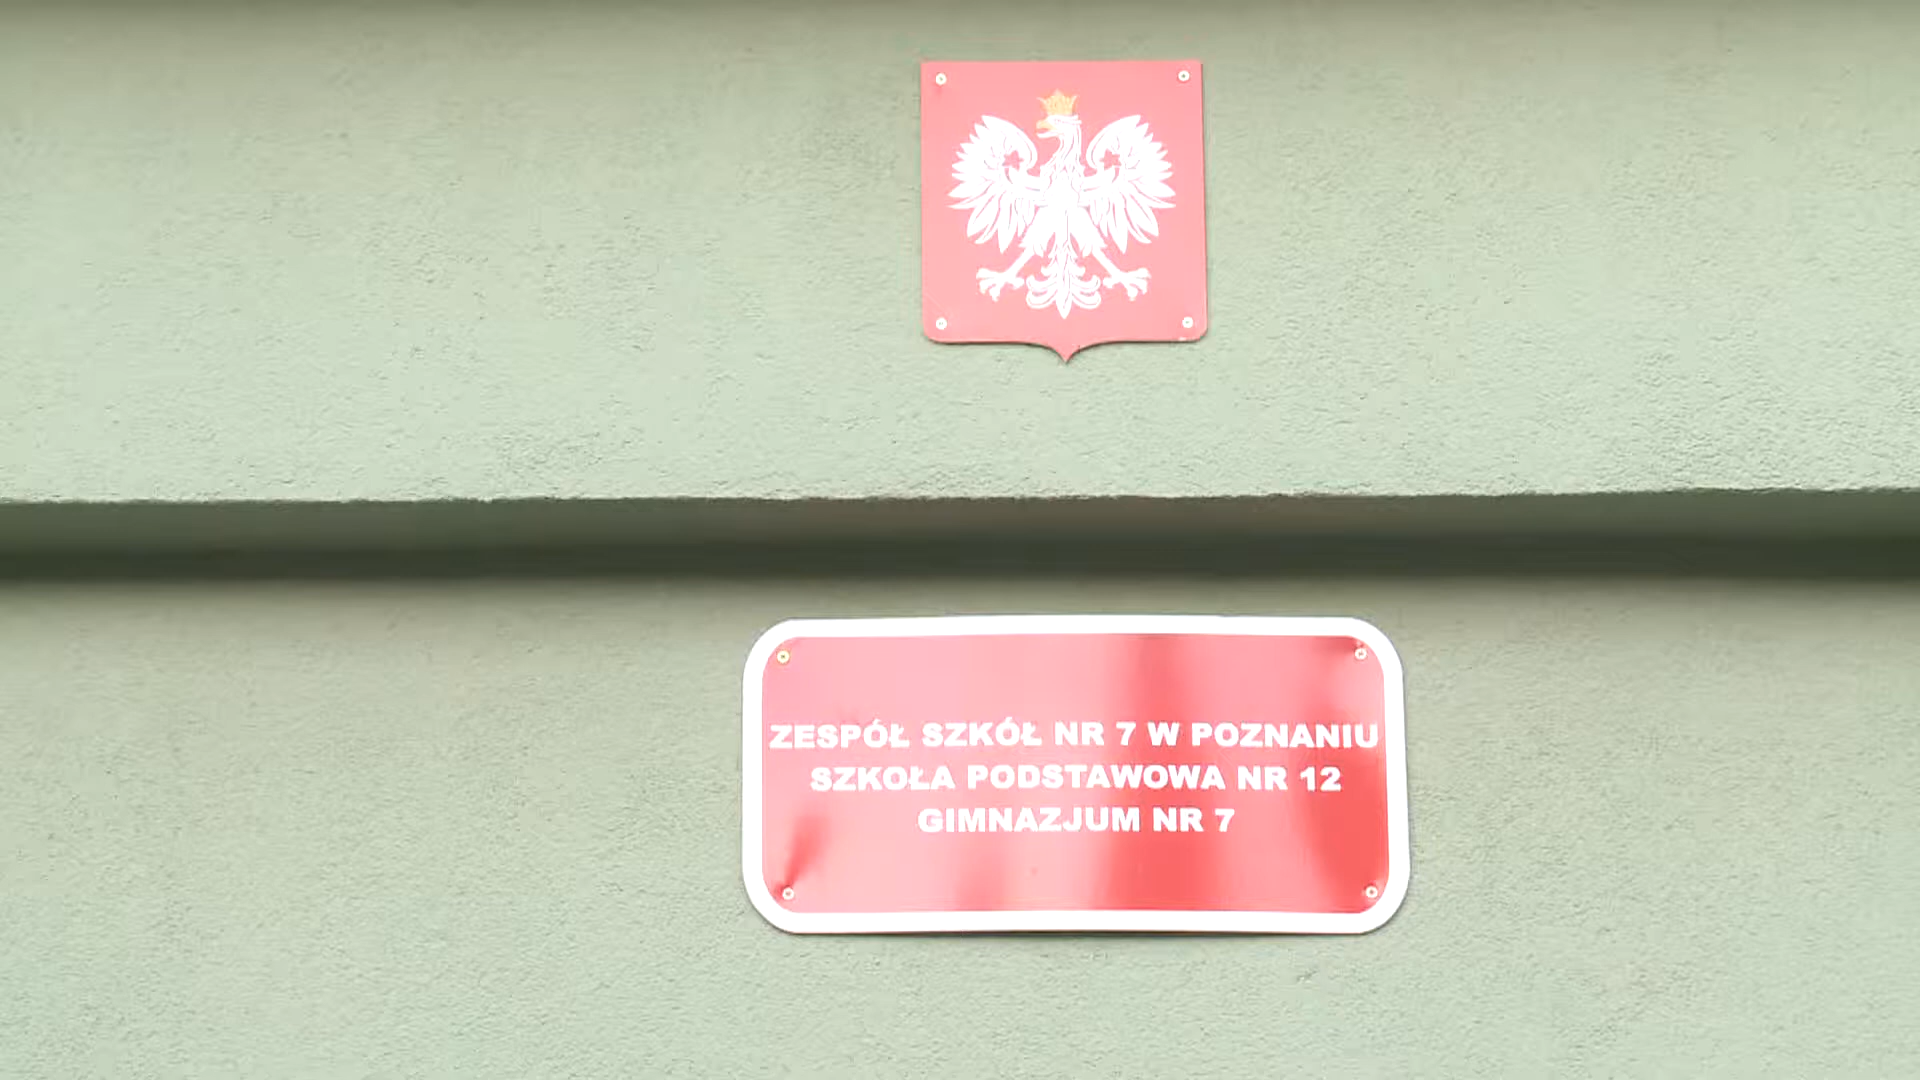 ZESPÓŁ SZKÓŁ NR 7 W POZNANIU
SZKOŁA PODSTAWOWA NR 12
GIMNAZJUM NR 7